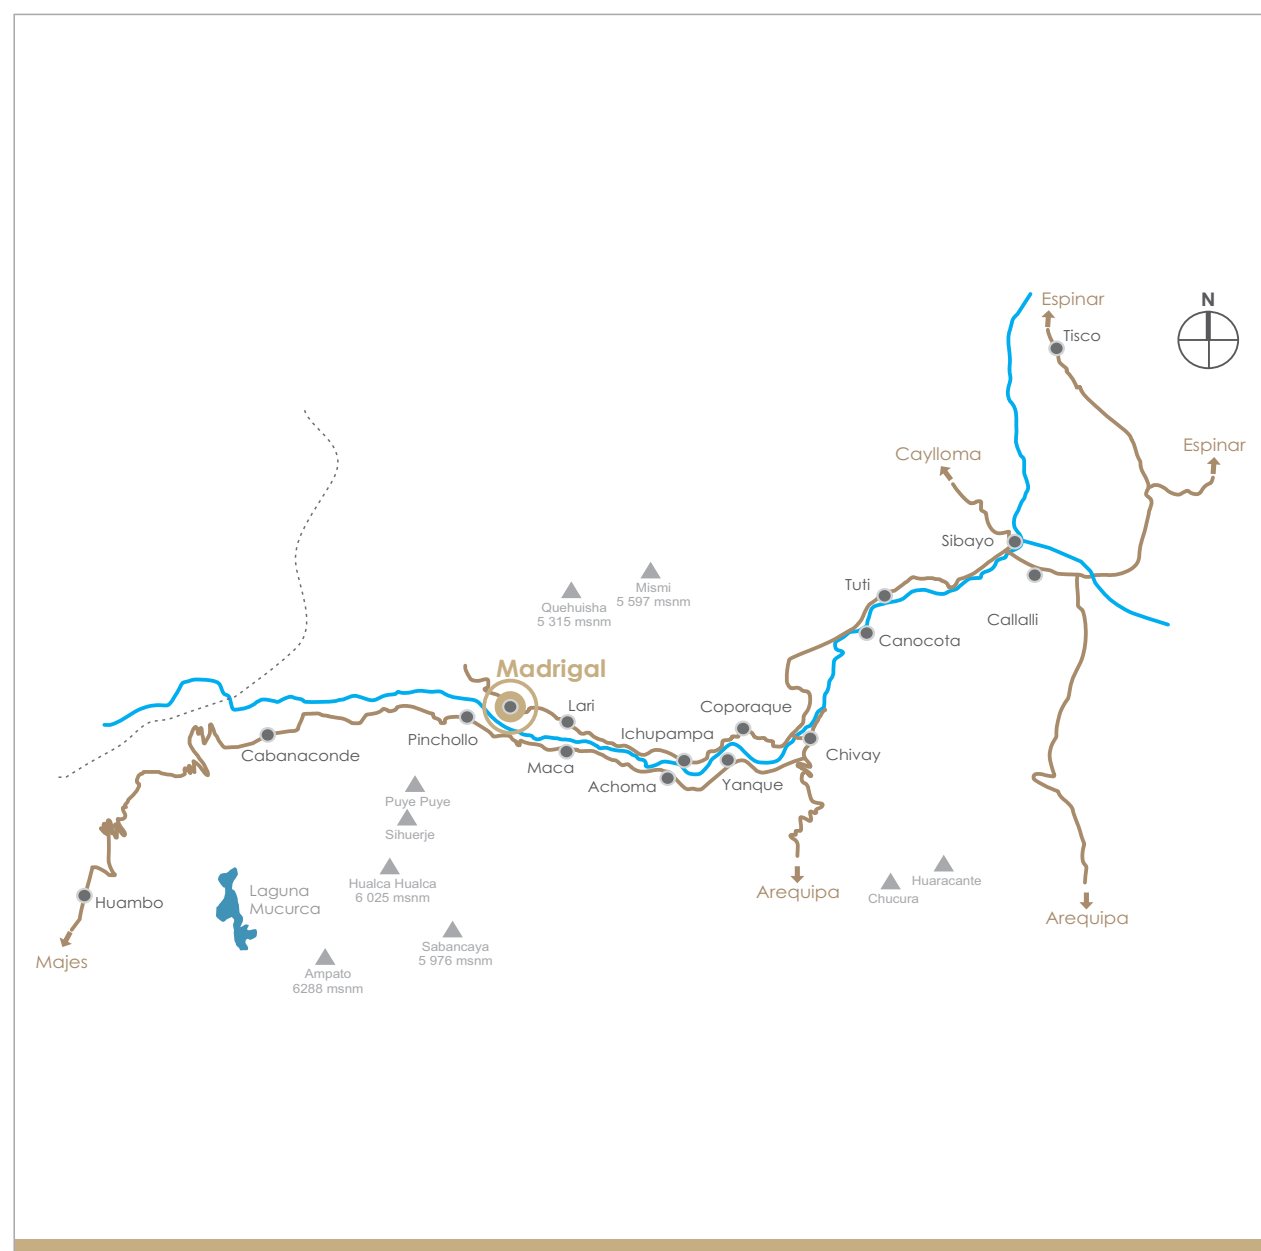 N
Espinar
Tisco
Espinar
Caylloma
Sibayo
Callalli
Tuti
Canocota
Mismi
5 597 msnm
Quehuisha
5 315 msnm
Madrigal
Lari
Coporaque
Ichupampa
Pinchollo
Cabanaconde
Chivay
Maca
Achoma
Yanque
Puye Puye
Sihuerje
Hualca Hualca
6 025 msnm
Laguna
Mucurca
Huambo
Huaracante
Chucura
Arequipa
Arequipa
Sabancaya
5 976 msnm
Majes
Ampato
6288 msnm